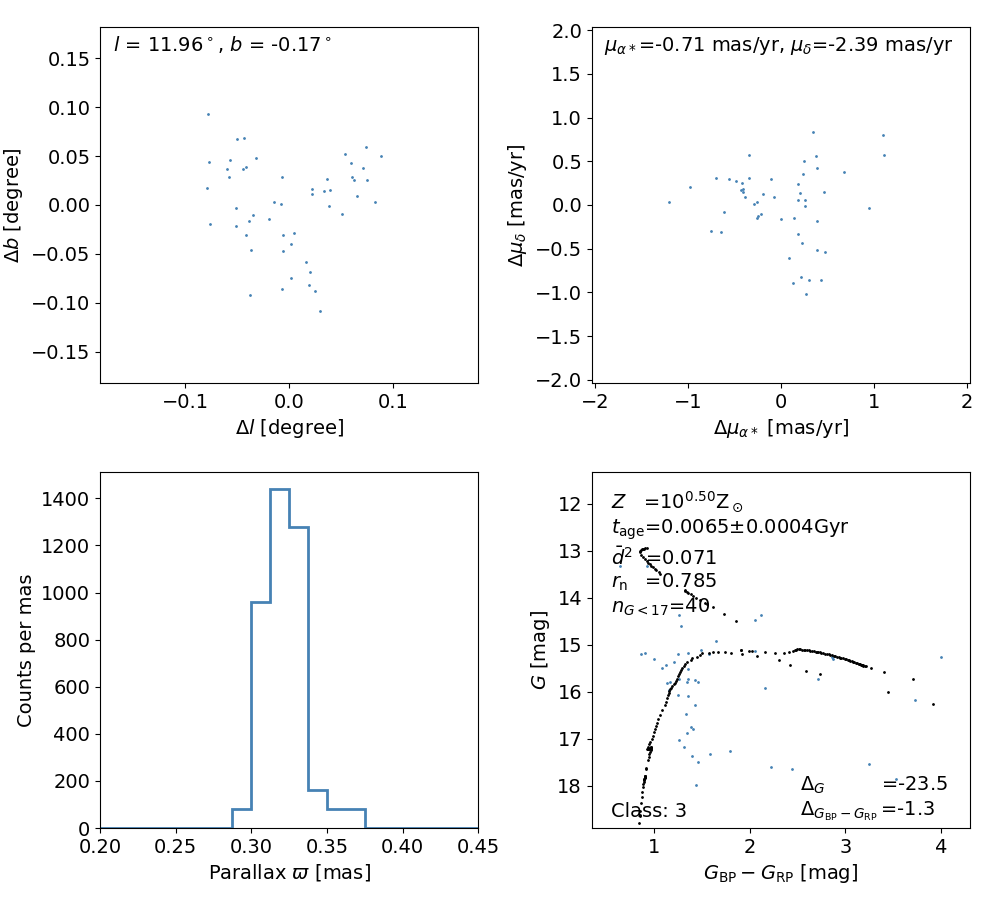 l = 11.96°, b = -0.17°
0.15
0.10
0.05
0.00
−0.05
−0.10
−0.15
Δb [degree]
−0.1 0.0 0.1
Δl [degree]
μα*=-0.71 mas/yr, μδ=-2.39 mas/yr
2.0
1.5
1.0
0.5
0.0
−0.5
−1.0
−1.5
−2.0
Δμδ [mas/yr]
−2 −1 0 1 2
Δμα* [mas/yr]
1400
1200
1000
800
600
400
200
0
Counts per mas
0.20 0.25 0.30 0.35 0.40 0.45
Parallax ϖ [mas]
Z =10^0.50 Z⊙
t_age=0.0065±0.0004Gyr
d̄² =0.071
r_n =0.785
n_G<17=40
12
13
14
15
16
17
18
G [mag]
Δ_G =-23.5
Δ_GBP−GRP =-1.3
Class: 3
1 2 3 4
G_BP − G_RP [mag]